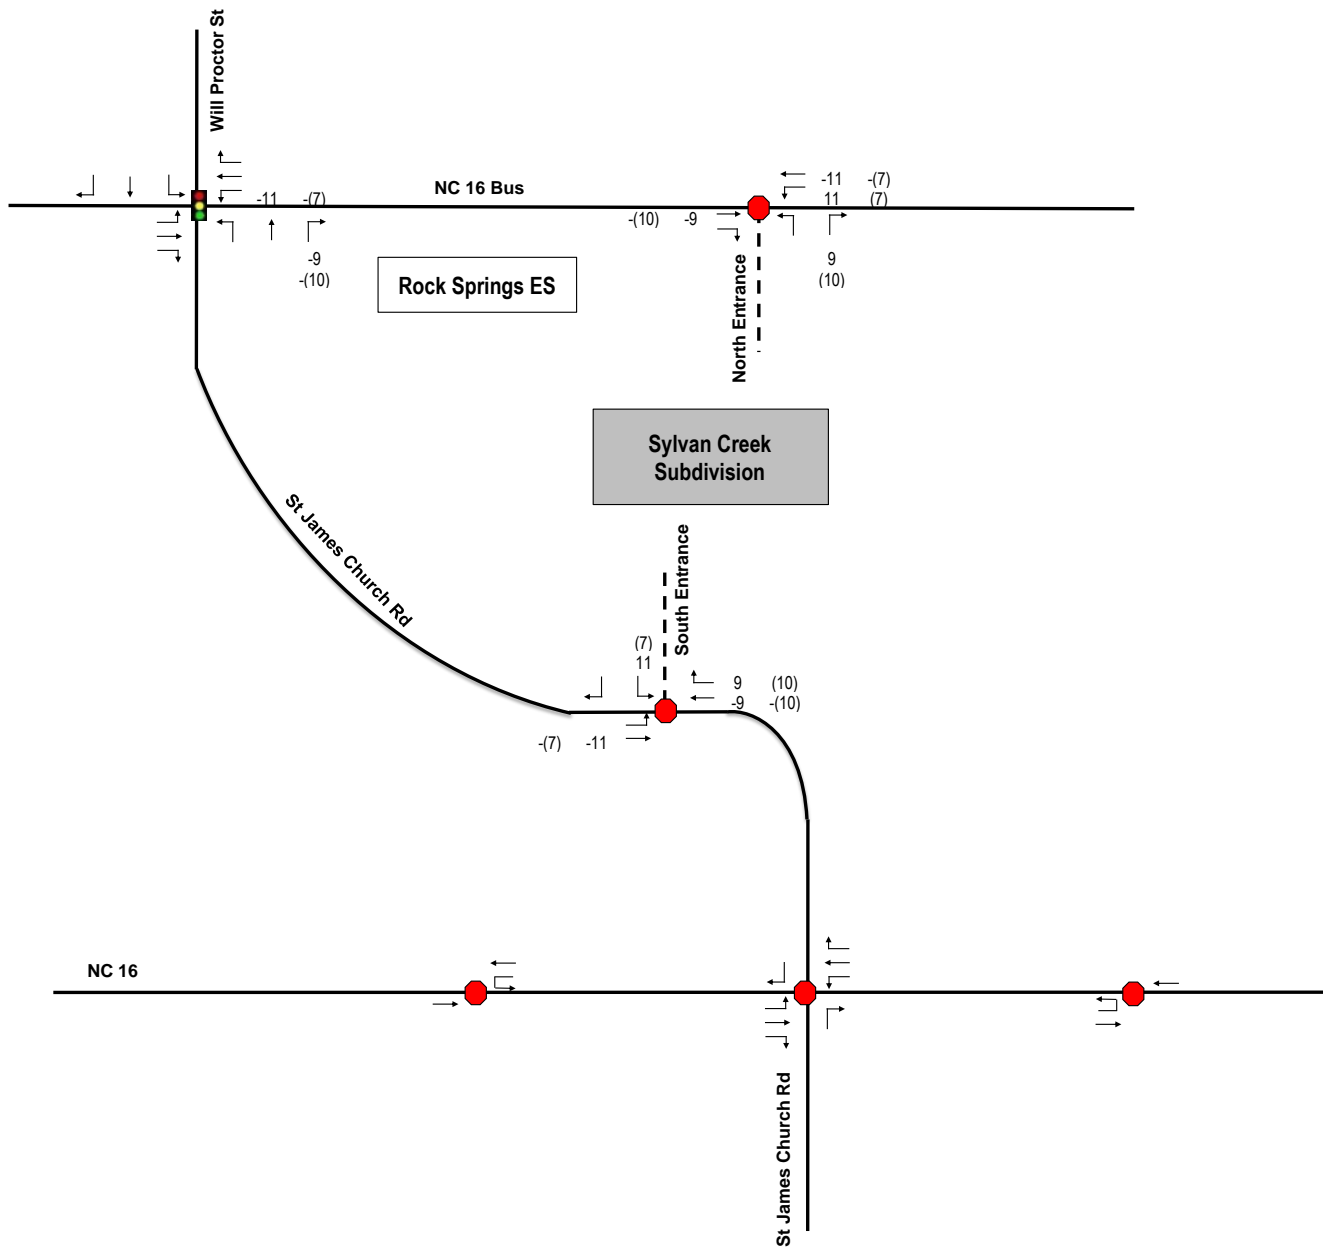 Will Proctor St
NC 16 Bus
-11 -(7)
-9
-(10)
Rock Springs ES
-(10) -9
-11 -(7)
11 (7)
9
(10)
North Entrance
Sylvan Creek
Subdivision
St James Church Rd
South Entrance
(7)
11
9 (10)
-9 -(10)
-(7) -11
NC 16
St James Church Rd